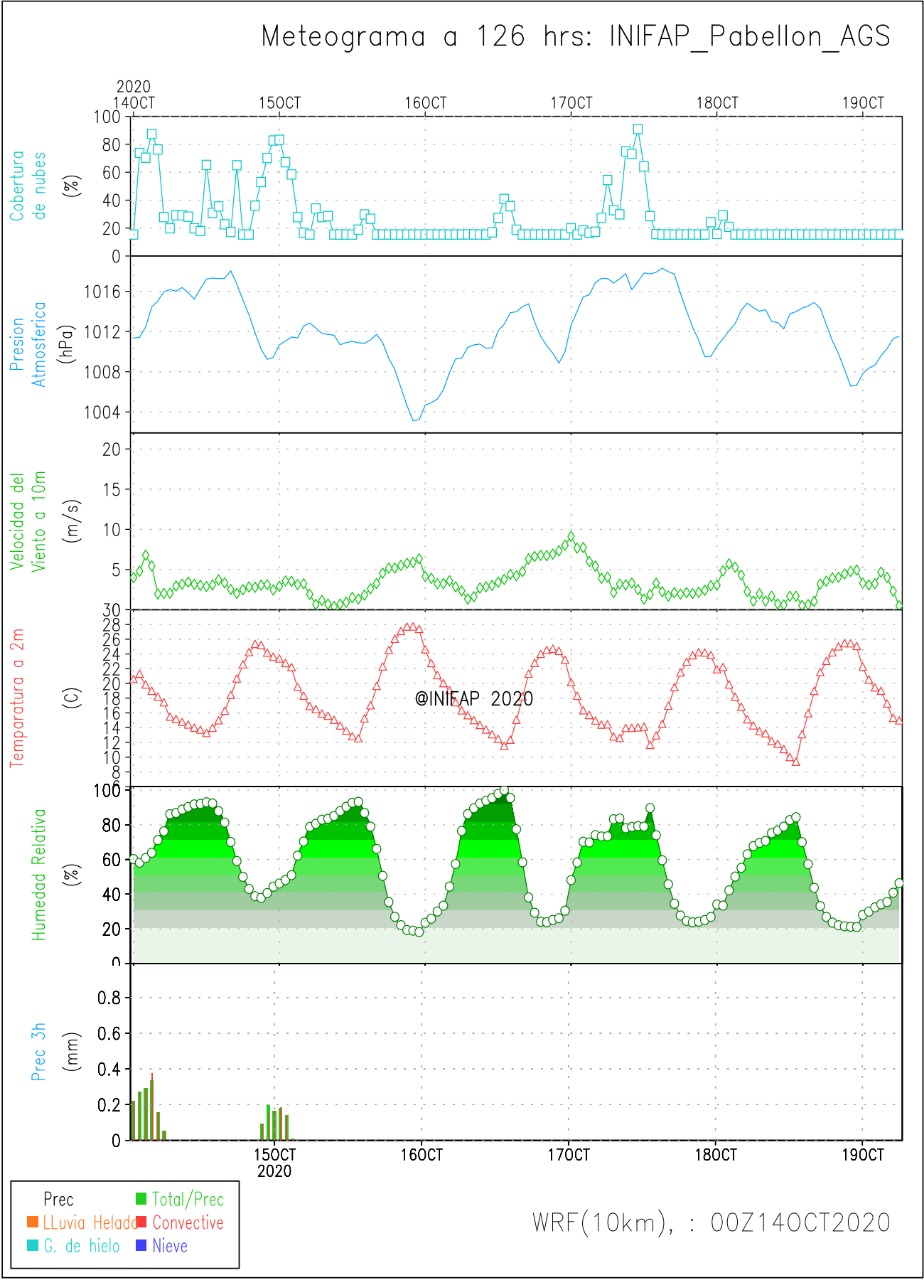 Meteograma a 126 hrs: INIFAP_Pabellon_AGS
2020
14OCT 15OCT 16OCT 17OCT 18OCT 19OCT
Cobertura
de nubes
(%)
100
80
60
40
20
0
Presion
Atmosferica
(hPa)
1016
1012
1008
1004
Velocidad del
Viento a 10m
(m/s)
20
15
10
5
Temparatura a 2m
(C)
30
28
26
24
22
20
18
16
14
12
10
8
6
@INIFAP 2020
Humedad Relativa
(%)
100
80
60
40
20
0
Prec 3h
(mm)
0.8
0.6
0.4
0.2
0
15OCT 16OCT 17OCT 18OCT 19OCT
2020
Prec Total/Prec
LLuvia Helada Convective
G. de hielo Nieve
WRF(10km), : 00Z14OCT2020